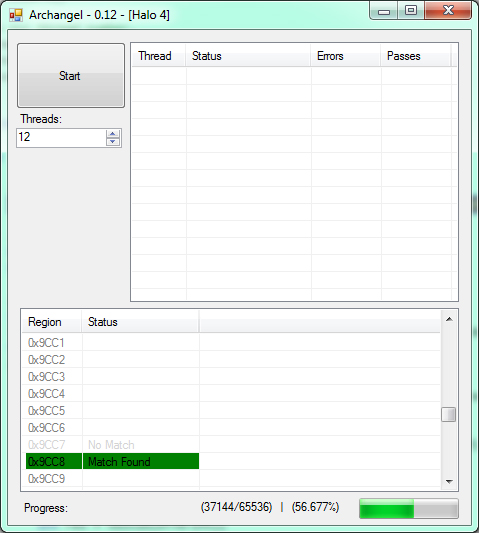 Archangel - 0.12 - [Halo 4]
Start
Threads:
12
Thread Status Errors Passes
Region Status
0x9CC1
0x9CC2
0x9CC3
0x9CC4
0x9CC5
0x9CC6
0x9CC7 No Match
0x9CC8 Match Found
0x9CC9
Progress: (37144/65536) | (56.677%)